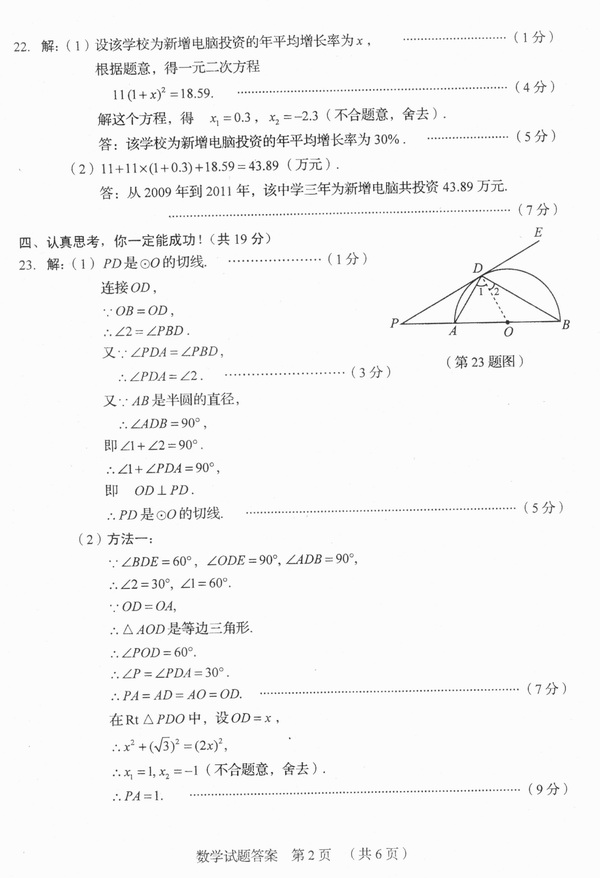 22. 解:(1)设该学校为新增电脑投资的年平均增长率为x, ……………………(1分)
根据题意,得一元二次方程
11(1+x)²=18.59. ……………………(4分)
解这个方程,得 x₁=0.3, x₂=-2.3(不合题意,舍去).
答:该学校为新增电脑投资的年平均增长率为30%. ……………………(5分)
(2)11+11×(1+0.3)+18.59=43.89(万元).
答:从2009年到2011年,该中学三年为新增电脑共投资43.89万元.
……………………(7分)
四、认真思考,你一定能成功!(共19分)
23. 解:(1)PD是⊙O的切线. ……………………(1分)
连接OD,
∵OB=OD,
∴∠2=∠PBD.
又∵∠PDA=∠PBD,
∴∠PDA=∠2. ……………………(3分)
又∵AB是半圆的直径,
∴∠ADB=90°,
即∠1+∠2=90°.
∴∠1+∠PDA=90°,
即 OD⊥PD.
∴PD是⊙O的切线. ……………………(5分)
E
D
1 2
P A O B
(第23题图)
(2)方法一:
∵∠BDE=60°, ∠ODE=90°, ∠ADB=90°,
∴∠2=30°, ∠1=60°.
∵OD=OA,
∴△AOD是等边三角形.
∴∠POD=60°.
∴∠P=∠PDA=30°.
∴PA=AD=AO=OD. ……………………(7分)
在Rt△PDO中,设OD=x,
∴x²+(√3)²=(2x)²,
∴x₁=1, x₂=-1(不合题意,舍去).
∴PA=1. ……………………(9分)
数学试题答案 第2页 (共6页)